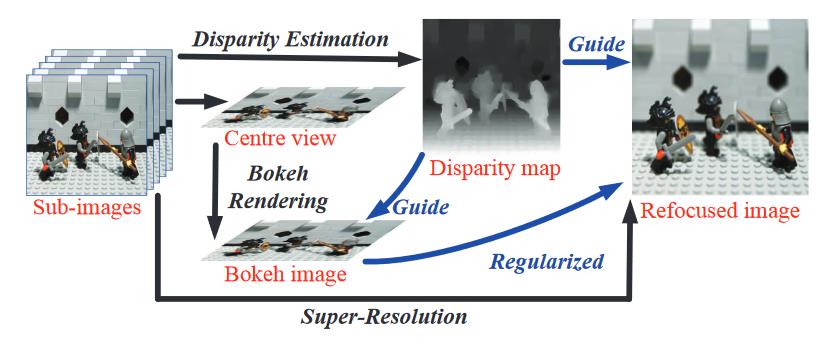 Disparity Estimation
Guide
Centre view
Bokeh
Rendering
Disparity map
Sub-images
Guide
Refocused image
Bokeh image
Regularized
Super-Resolution